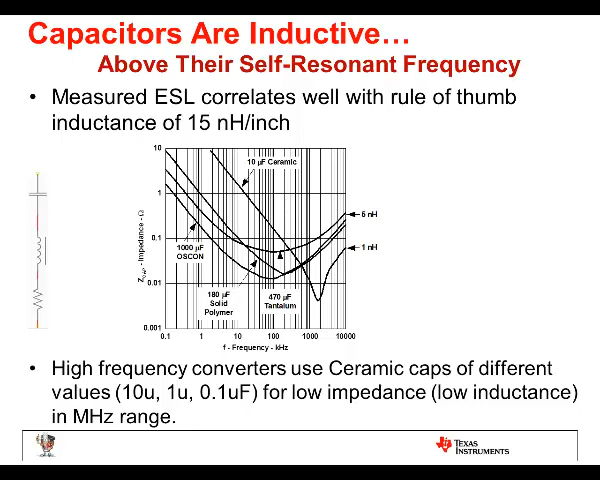 Capacitors Are Inductive…
Above Their Self-Resonant Frequency
• Measured ESL correlates well with rule of thumb
inductance of 15 nH/inch
10
1
0.1
0.01
0.001
Z - Impedance - Ω
10 µF Ceramic
6 nH
1 nH
1000 µF
OSCON
180 µF
Solid
Polymer
470 µF
Tantalum
0.1
1
10
100
1000
10000
f - Frequency - kHz
• High frequency converters use Ceramic caps of different
values (10u, 1u, 0.1uF) for low impedance (low inductance)
in MHz range.
TEXAS
INSTRUMENTS